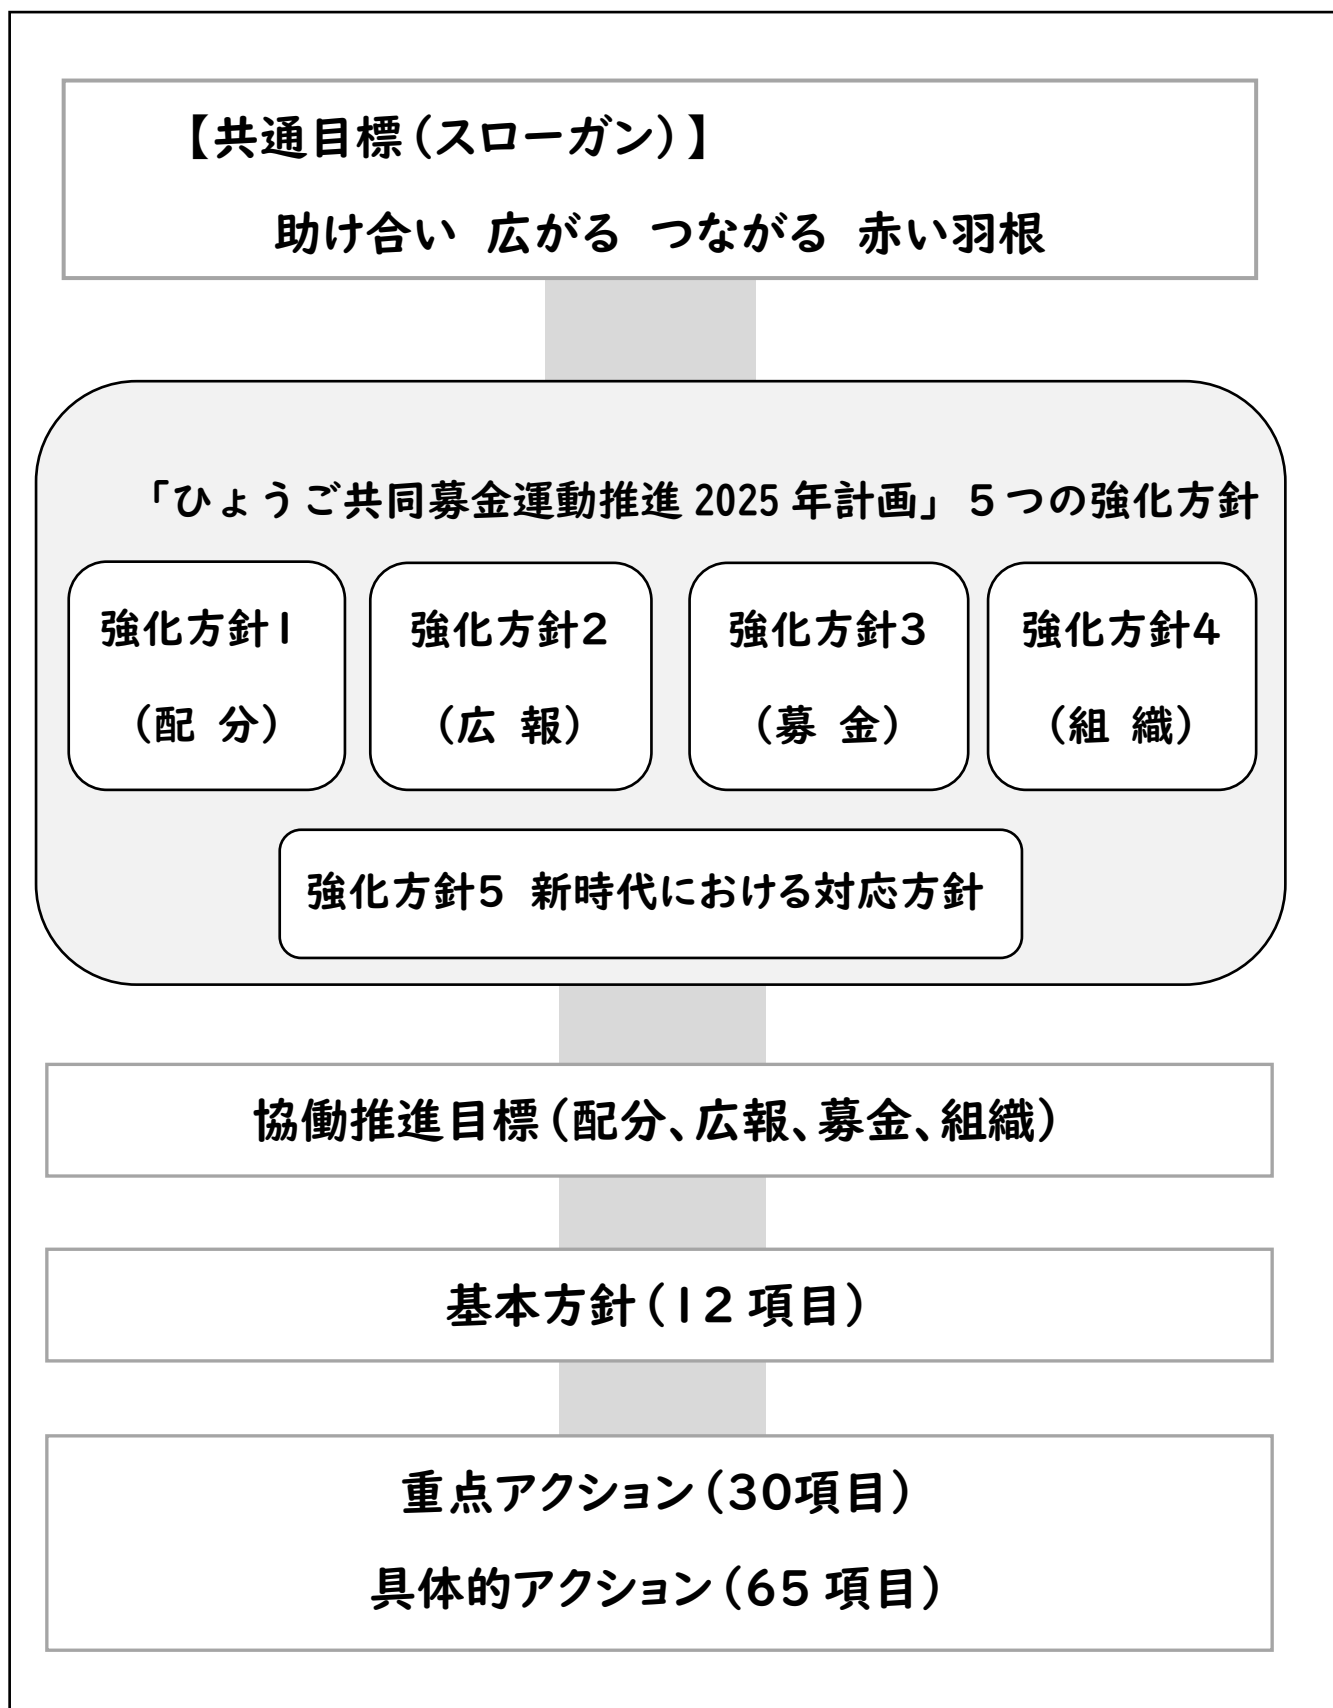 【共通目標(スローガン)】
助け合い 広がる つながる 赤い羽根
「ひょうご共同募金運動推進 2025 年計画」５つの強化方針
強化方針1
(配 分)
強化方針2
(広 報)
強化方針3
(募 金)
強化方針4
(組 織)
強化方針5 新時代における対応方針
協働推進目標(配分、広報、募金、組織)
基本方針(12 項目)
重点アクション(30項目)
具体的アクション(65 項目)